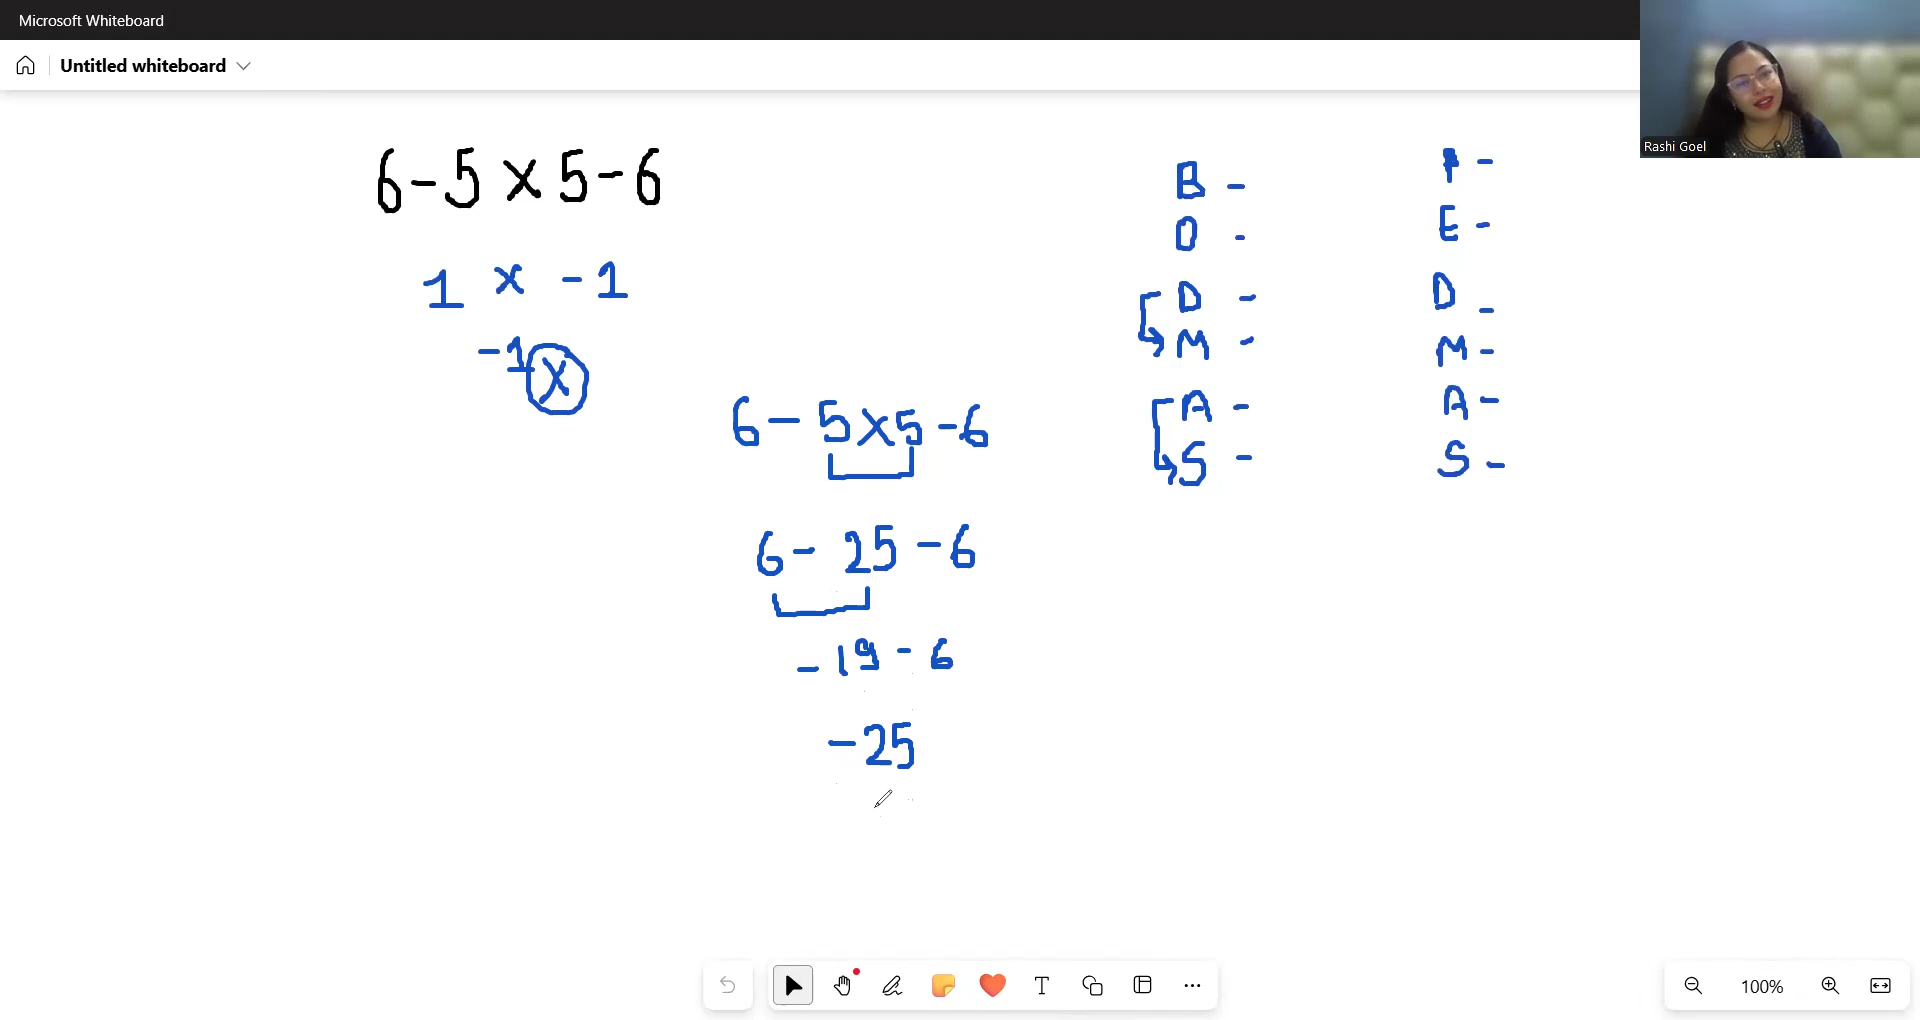 Microsoft Whiteboard
Untitled whiteboard
Rashi Goel
6-5×5-6
1 × -1
-1 ×
6-5×5-6
6-25-6
-19-6
-25
B -
O -
D -
M -
A -
S -
P -
E -
D -
M -
A -
S -
T
100%